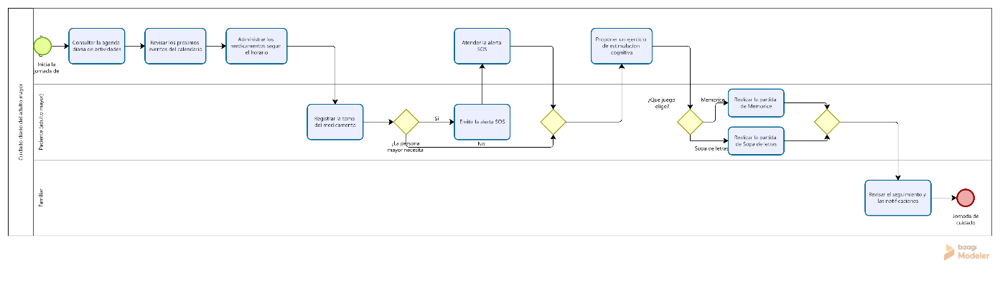 Cuidado diario del adulto mayor
Inicia la
jornada de
Consultar la agenda
diaria de actividades
Revisar los proximos
eventos del calendario
Administrar los
medicamentos segun
el horario
Atender la alerta
SOS
Proponer un ejercicio
de estimulacion
cognitiva
Paciente (adulto mayor)
Registrar la toma
del medicamento
¿La persona
mayor necesita
Si
No
Emitir la alerta SOS
¿Que juego
elige?
Memorice
Sopa de letras
Realizar la partida
de Memorice
Realizar la partida
de Sopa de letras
Familiar
Revisar el seguimiento y
las notificaciones
Jornada de
cuidado
bizagi
Modeler